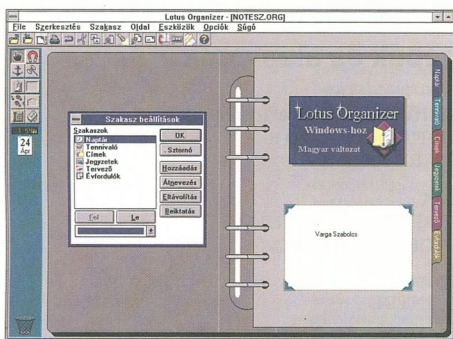 Lotus Organizer - [NOTESZ.ORG]
File Szerkesztés Szakasz Oldal Eszközök Opciók Súgó
24
Ápr
Szakasz beállítások
Szakaszok
Naptár
Tennivaló
Címek
Jegyzetek
Tervező
Évfordulók
Fel
Le
OK
Sztornó
Hozzáadás
Átnevezés
Eltávolítás
Beiktatás
Lotus Organizer
Windows-hoz
Magyar változat
Varga Szabolcs
Naptár
Tennivaló
Címek
Jegyzetek
Tervező
Évfordulók